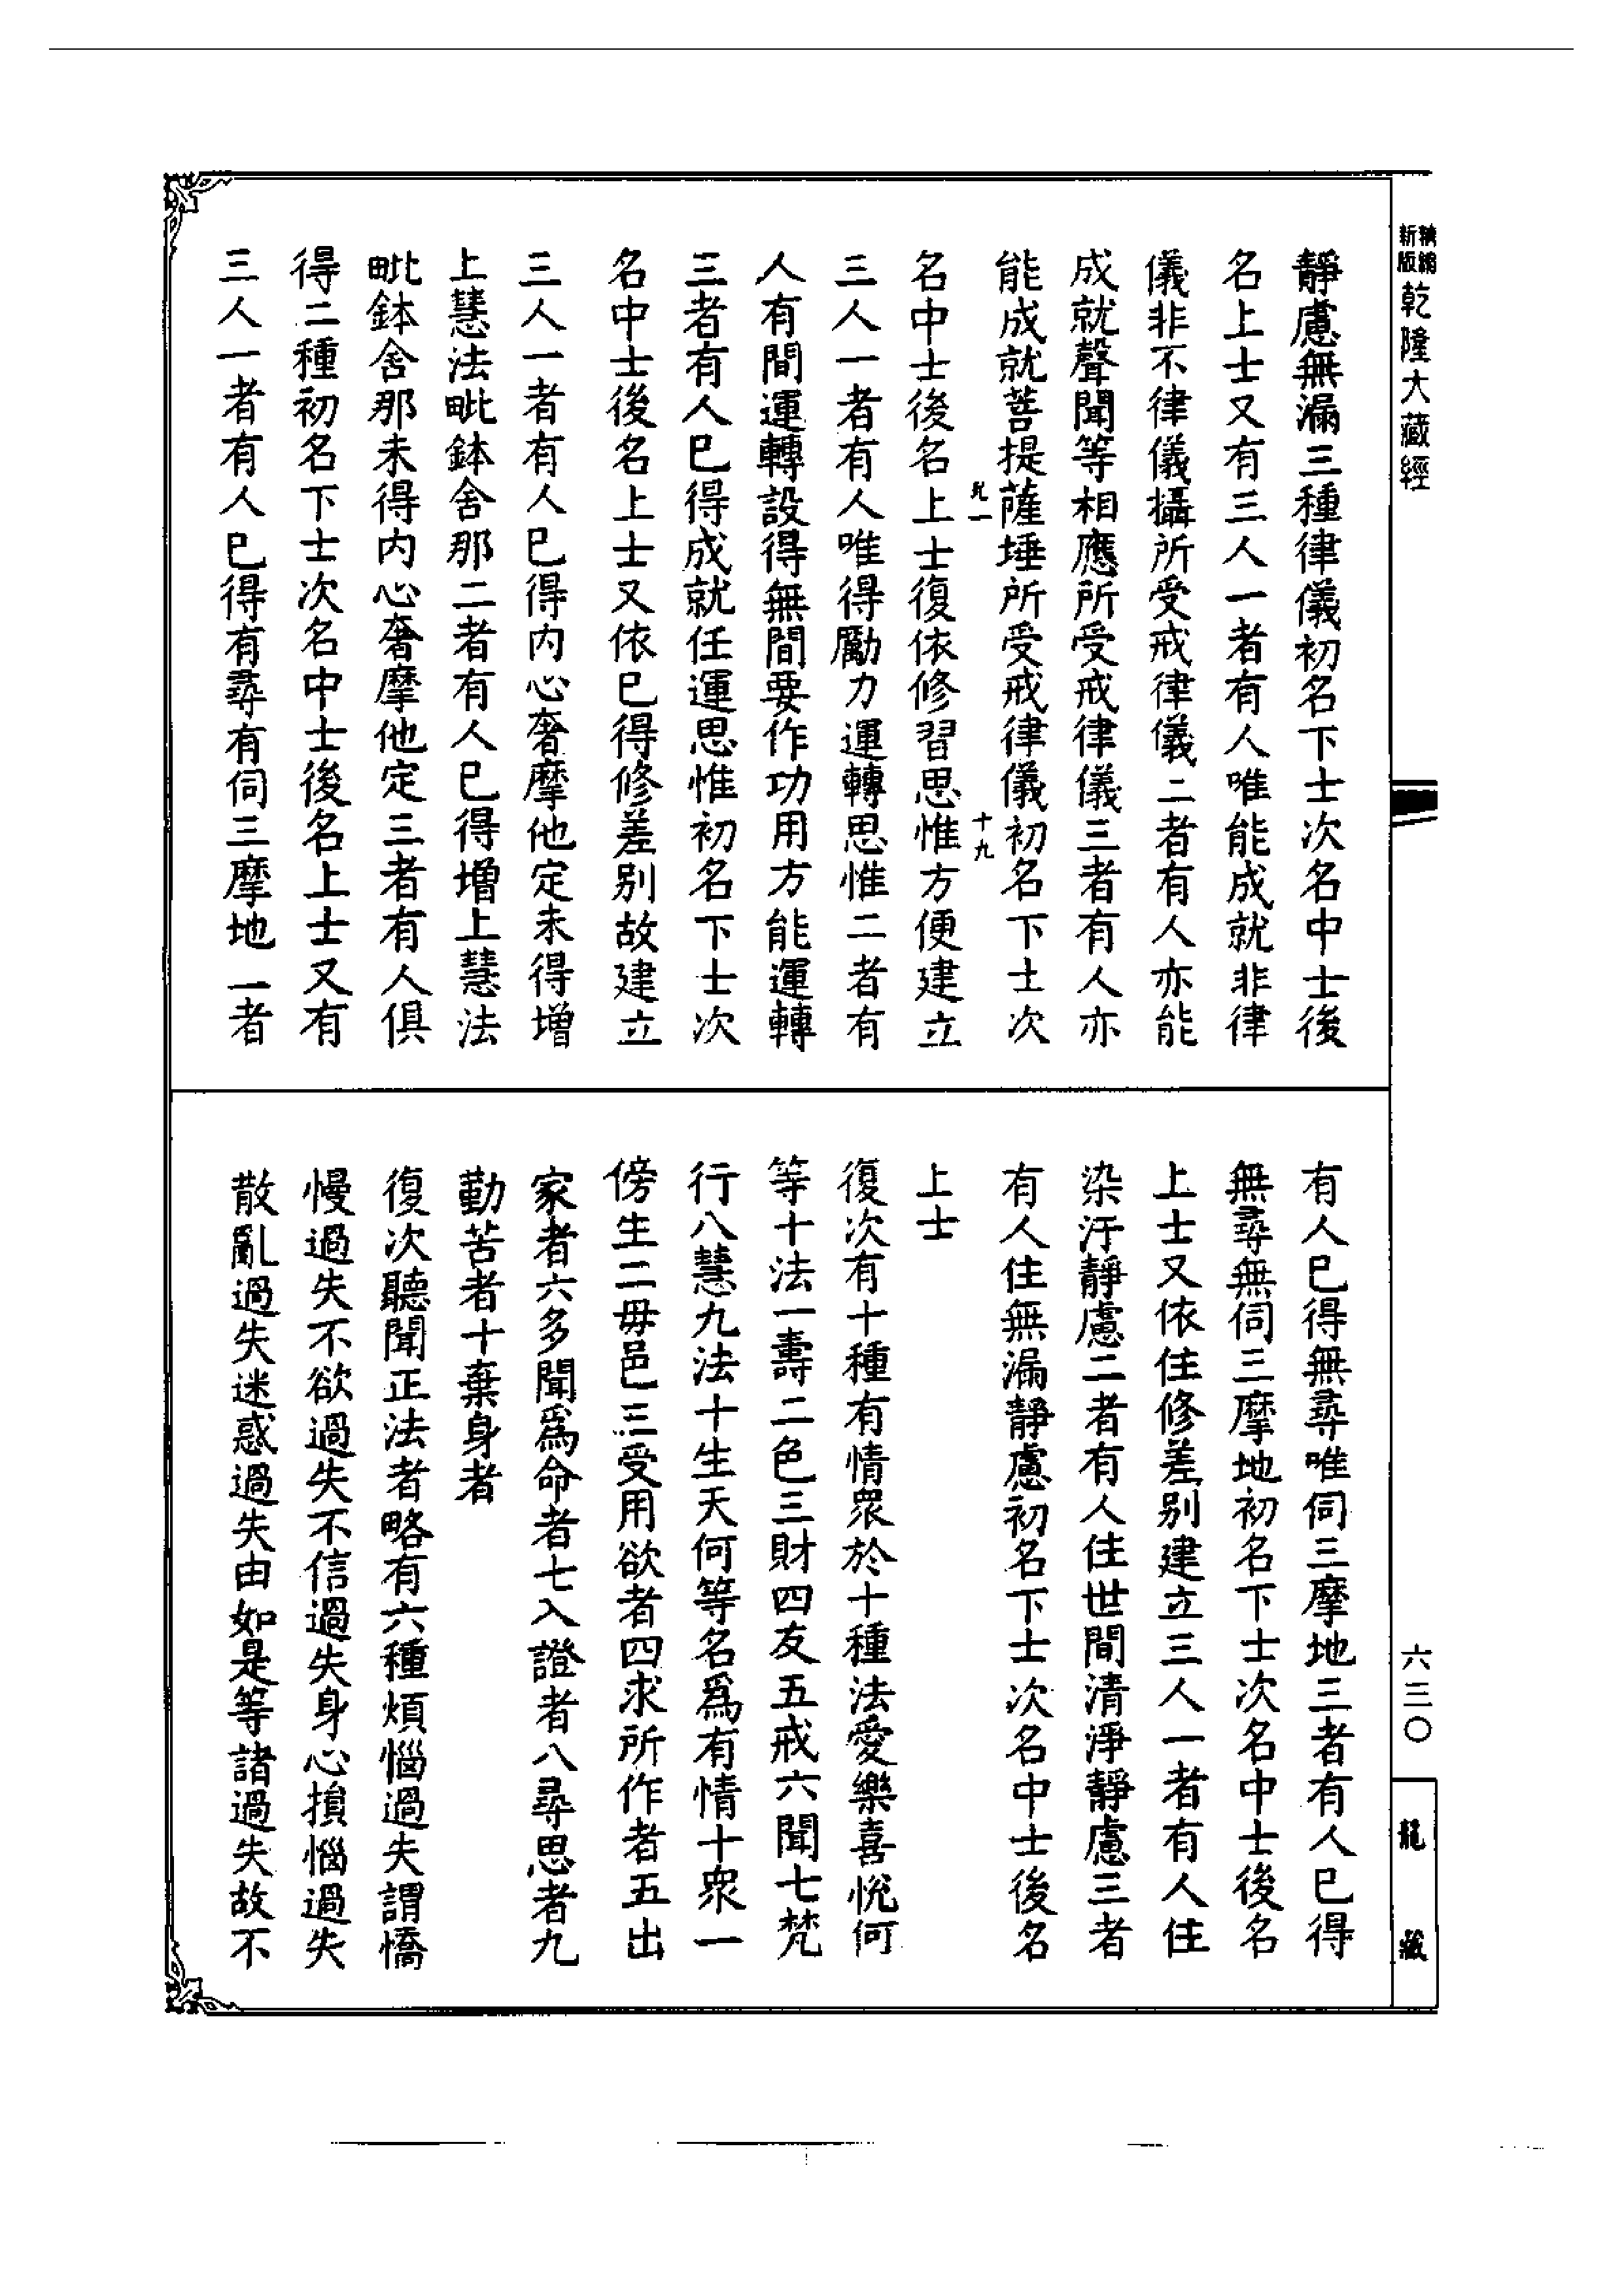 精編
新版
乾隆大藏經
靜慮無漏三種律儀初名下士次名中士後
名上士又有三人一者有人唯能成就非律
儀非不律儀攝所受戒律儀二者有人亦能
成就聲聞等相應所受戒律儀三者有人亦
能成就菩提薩埵所受戒律儀初名下士次
十九
名中士後名上士復依修習思惟方便建立
三人一者有人唯得勵力運轉思惟二者有
人有間運轉設得無間要作功用方能運轉
三者有人已得成就任運思惟初名下士次
名中士後名上士又依已得修差別故建立
三人一者有人已得內心奢摩他定未得增
上慧法毗鉢舍那二者有人已得增上慧法
毗鉢舍那未得內心奢摩他定三者有人俱
得二種初名下士次名中士後名上士又有
三人一者有人已得有尋有伺三摩地二者
有人已得無尋唯伺三摩地三者有人已得
無尋無伺三摩地初名下士次名中士後名
上士又依住修差別建立三人一者有人住
染汙靜慮二者有人住世間清淨靜慮三者
有人住無漏靜慮初名下士次名中士後名
上士
復次有十種有情眾於十種法愛樂喜悅何
等十法一壽二色三財四友五戒六聞七梵
行八慧九法十生天何等名為有情十眾一
傍生二母邑三受用欲者四求所作者五出
家者六多聞為命者七入證者八尋思者九
勤苦者十棄身者
復次聽聞正法者略有六種煩惱過失謂憍
慢過失不欲過失不信過失身心損惱過失
散亂過失迷惑過失由如是等諸過失故不
六三〇
龍藏